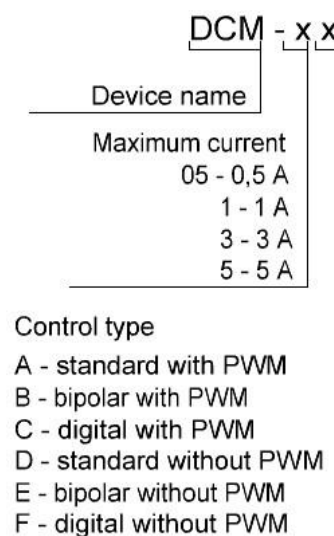 DCM - x x
Device name
Maximum current
05 - 0,5 A
1 - 1 A
3 - 3 A
5 - 5 A
Control type
A - standard with PWM
B - bipolar with PWM
C - digital with PWM
D - standard without PWM
E - bipolar without PWM
F - digital without PWM